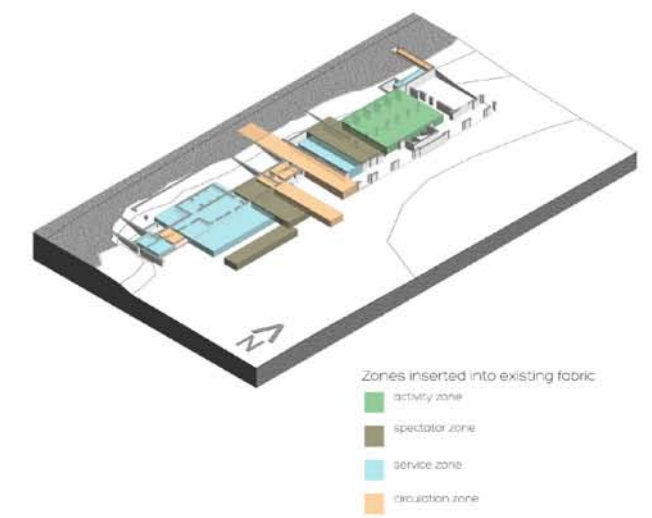 N
Zones inserted into existing fabric
activity zone
spectator zone
service zone
circulation zone